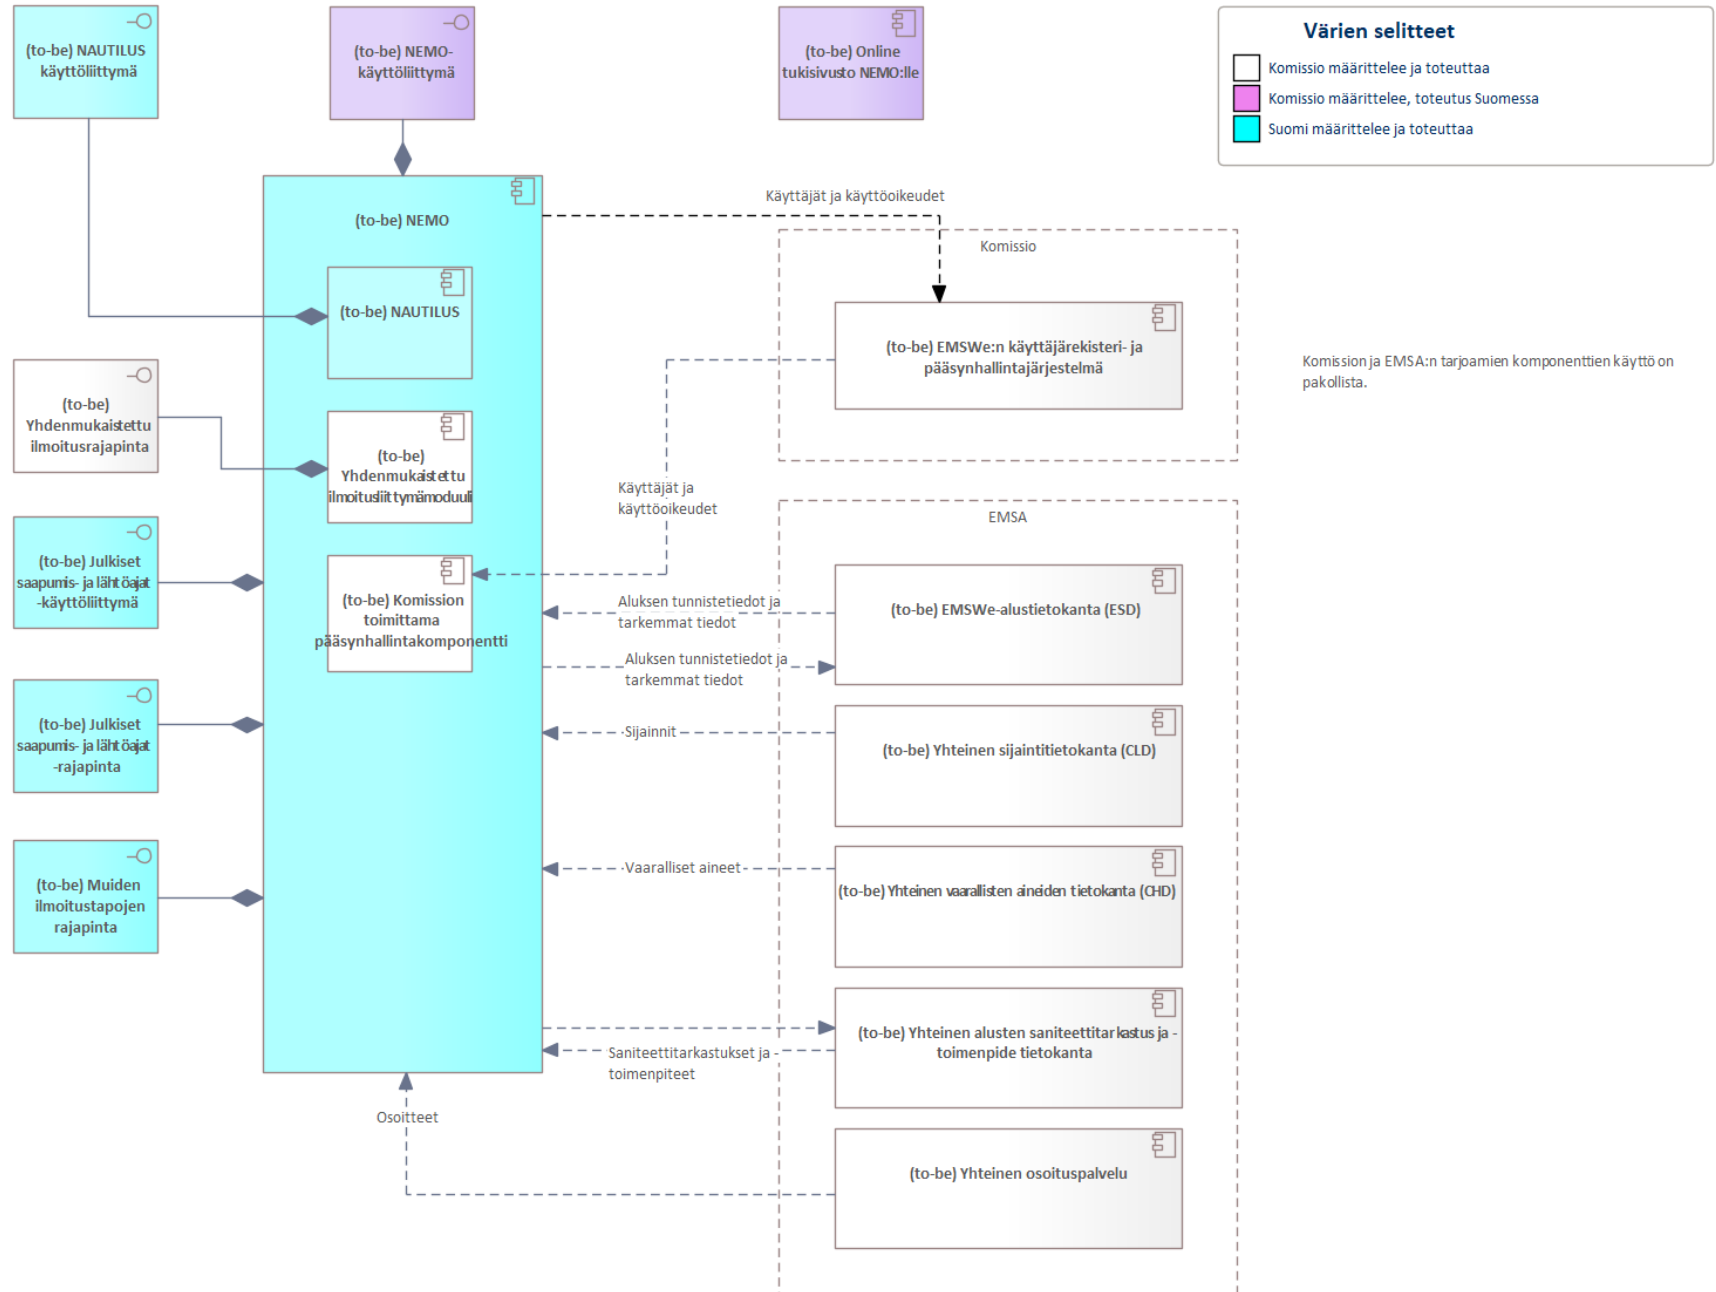 (to-be) NAUTILUS
käyttöliittymä
(to-be) NEMO-
käyttöliittymä
(to-be) Online
tukisivusto NEMO:lle
Värien selitteet
Komissio määrittelee ja toteuttaa
Komissio määrittelee, toteutus Suomessa
Suomi määrittelee ja toteuttaa
(to-be) NEMO
Käyttäjät ja käyttöoikeudet
Komissio
(to-be) NAUTILUS
(to-be) EMSWe:n käyttäjärekisteri- ja
pääsynhallintajärjestelmä
Komission ja EMSA:n tarjoamien komponenttien käyttö on
pakollista.
(to-be)
Yhdenmukaistettu
ilmoitusrajapinta
(to-be)
Yhdenmukaistettu
ilmoitusliittymämoduuli
Käyttäjät ja
käyttöoikeudet
EMSA
(to-be) Julkiset
saapumis- ja lähtöajat
-käyttöliittymä
(to-be) Komission
toimittama
pääsynhallintakomponentti
Aluksen tunnistetiedot ja
tarkemmat tiedot
(to-be) EMSWe-alustietokanta (ESD)
Aluksen tunnistetiedot ja
tarkemmat tiedot
(to-be) Julkiset
saapumis- ja lähtöajat
-rajapinta
Sijainnit
(to-be) Yhteinen sijaintitietokanta (CLD)
(to-be) Muiden
ilmoitustapojen
rajapinta
Vaaralliset aineet
(to-be) Yhteinen vaarallisten aineiden tietokanta (CHD)
(to-be) Yhteinen alusten saniteettitarkastus ja -
toimenpide tietokanta
Saniteettitarkastukset ja -
toimenpiteet
Osoitteet
(to-be) Yhteinen osoituspalvelu